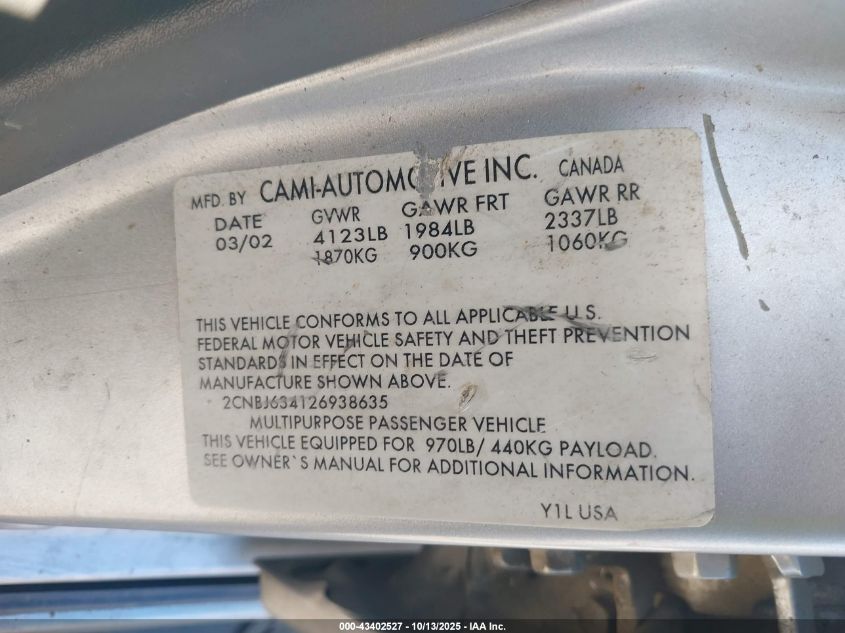 MFD. BY CAMI-AUTOMOTIVE INC. CANADA
DATE GVWR GAWR FRT GAWR RR
03/02 4123LB 1984LB 2337LB
1870KG 900KG 1060KG
THIS VEHICLE CONFORMS TO ALL APPLICABLE U.S.
FEDERAL MOTOR VEHICLE SAFETY AND THEFT PREVENTION
STANDARDS IN EFFECT ON THE DATE OF
MANUFACTURE SHOWN ABOVE.
2CNBJ634126938635
MULTIPURPOSE PASSENGER VEHICLE
THIS VEHICLE EQUIPPED FOR 970LB/ 440KG PAYLOAD.
SEE OWNER`S MANUAL FOR ADDITIONAL INFORMATION.
Y1L USA
000-43402527 - 10/13/2025 - IAA Inc.